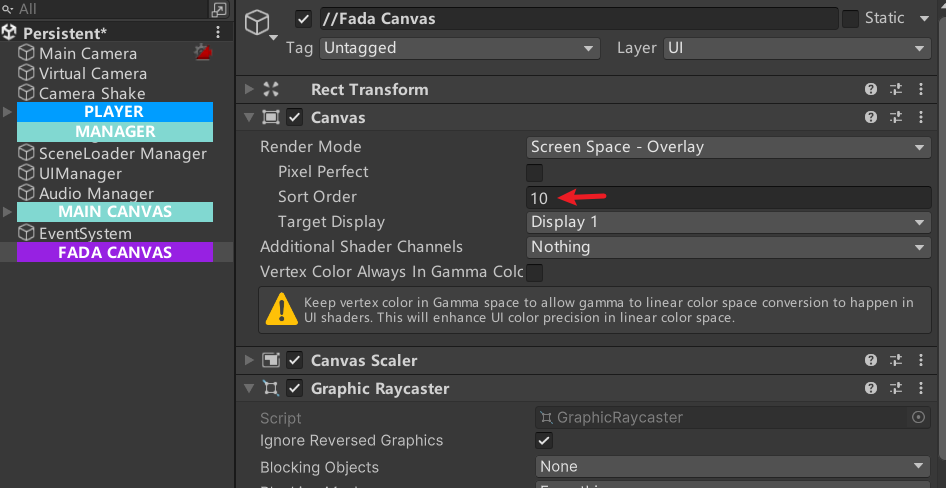 All
Persistent*
Main Camera
Virtual Camera
Camera Shake
PLAYER
MANAGER
SceneLoader Manager
UIManager
Audio Manager
MAIN CANVAS
EventSystem
FADA CANVAS
//Fada Canvas
Static
Tag Untagged
Layer UI
Rect Transform
Canvas
Render Mode Screen Space - Overlay
Pixel Perfect
Sort Order 10
Target Display Display 1
Additional Shader Channels Nothing
Vertex Color Always In Gamma Colo
Keep vertex color in Gamma space to allow gamma to linear color space conversion to happen in
UI shaders. This will enhance UI color precision in linear color space.
Canvas Scaler
Graphic Raycaster
Script GraphicRaycaster
Ignore Reversed Graphics
Blocking Objects None